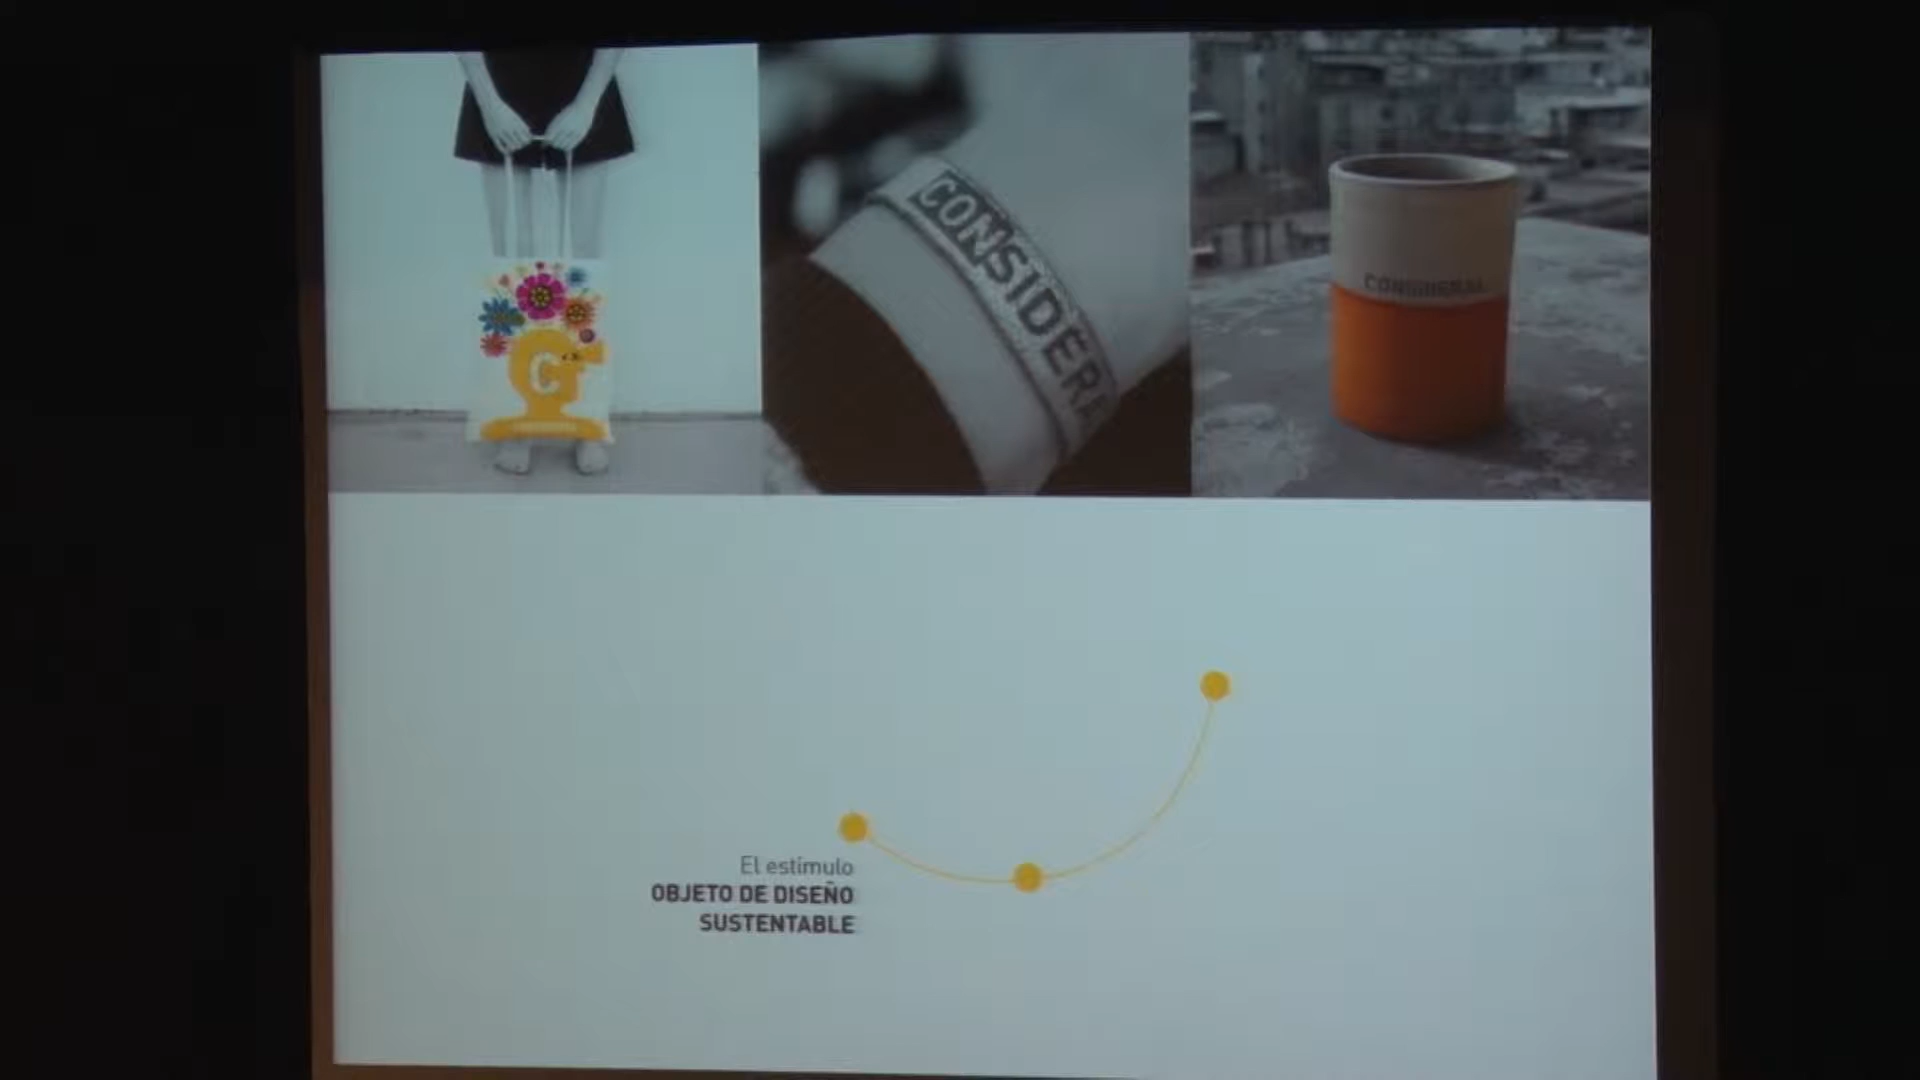 C
CONSIDERA
CONSIDERA
El estímulo
OBJETO DE DISEÑO
SUSTENTABLE